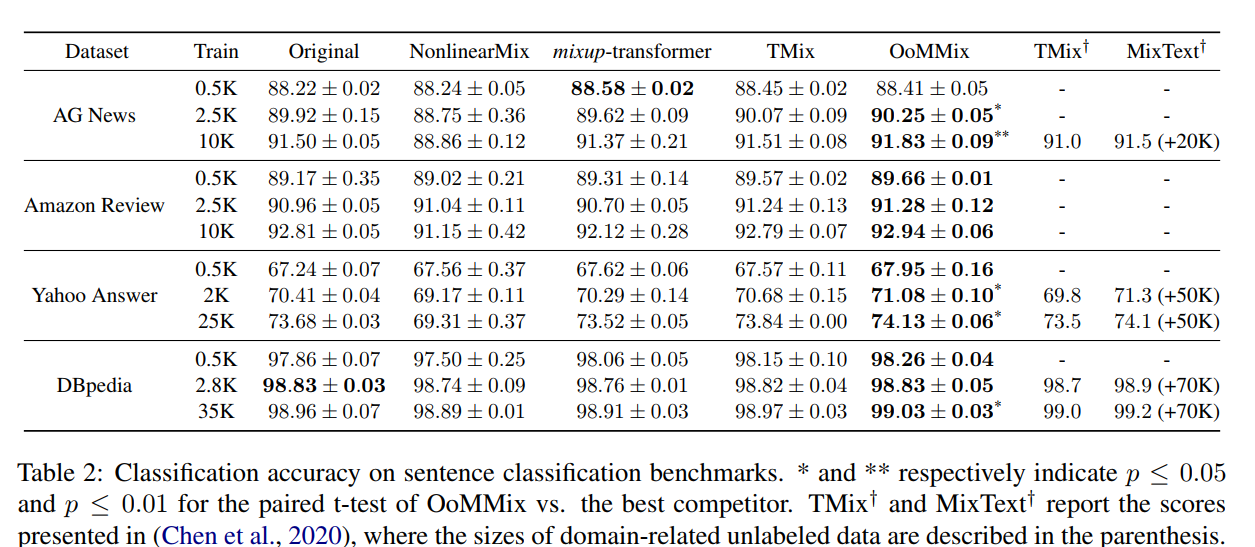 Dataset Train Original NonlinearMix mixup-transformer TMix OoMMix TMix† MixText†
0.5K 88.22 ± 0.02 88.24 ± 0.05 88.58 ± 0.02 88.45 ± 0.02 88.41 ± 0.05 - -
AG News 2.5K 89.92 ± 0.15 88.75 ± 0.36 89.62 ± 0.09 90.07 ± 0.09 90.25 ± 0.05* - -
10K 91.50 ± 0.05 88.86 ± 0.12 91.37 ± 0.21 91.51 ± 0.08 91.83 ± 0.09** 91.0 91.5 (+20K)
0.5K 89.17 ± 0.35 89.02 ± 0.21 89.31 ± 0.14 89.57 ± 0.02 89.66 ± 0.01 - -
Amazon Review 2.5K 90.96 ± 0.05 91.04 ± 0.11 90.70 ± 0.05 91.24 ± 0.13 91.28 ± 0.12 - -
10K 92.81 ± 0.05 91.15 ± 0.42 92.12 ± 0.28 92.79 ± 0.07 92.94 ± 0.06 - -
0.5K 67.24 ± 0.07 67.56 ± 0.37 67.62 ± 0.06 67.57 ± 0.11 67.95 ± 0.16 - -
Yahoo Answer 2K 70.41 ± 0.04 69.17 ± 0.11 70.29 ± 0.14 70.68 ± 0.15 71.08 ± 0.10* 69.8 71.3 (+50K)
25K 73.68 ± 0.03 69.31 ± 0.37 73.52 ± 0.05 73.84 ± 0.00 74.13 ± 0.06* 73.5 74.1 (+50K)
0.5K 97.86 ± 0.07 97.50 ± 0.25 98.06 ± 0.05 98.15 ± 0.10 98.26 ± 0.04 - -
DBpedia 2.8K 98.83 ± 0.03 98.74 ± 0.09 98.76 ± 0.01 98.82 ± 0.04 98.83 ± 0.05 98.7 98.9 (+70K)
35K 98.96 ± 0.07 98.89 ± 0.01 98.91 ± 0.03 98.97 ± 0.03 99.03 ± 0.03* 99.0 99.2 (+70K)
Table 2: Classification accuracy on sentence classification benchmarks. * and ** respectively indicate p ≤ 0.05
and p ≤ 0.01 for the paired t-test of OoMMix vs. the best competitor. TMix† and MixText† report the scores
presented in (Chen et al., 2020), where the sizes of domain-related unlabeled data are described in the parenthesis.